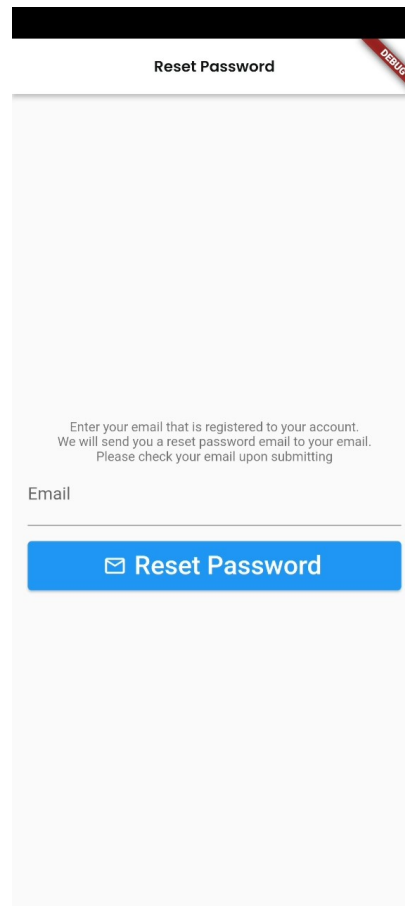 Reset Password
DEBUG
Enter your email that is registered to your account.
We will send you a reset password email to your email.
Please check your email upon submitting
Email
Reset Password